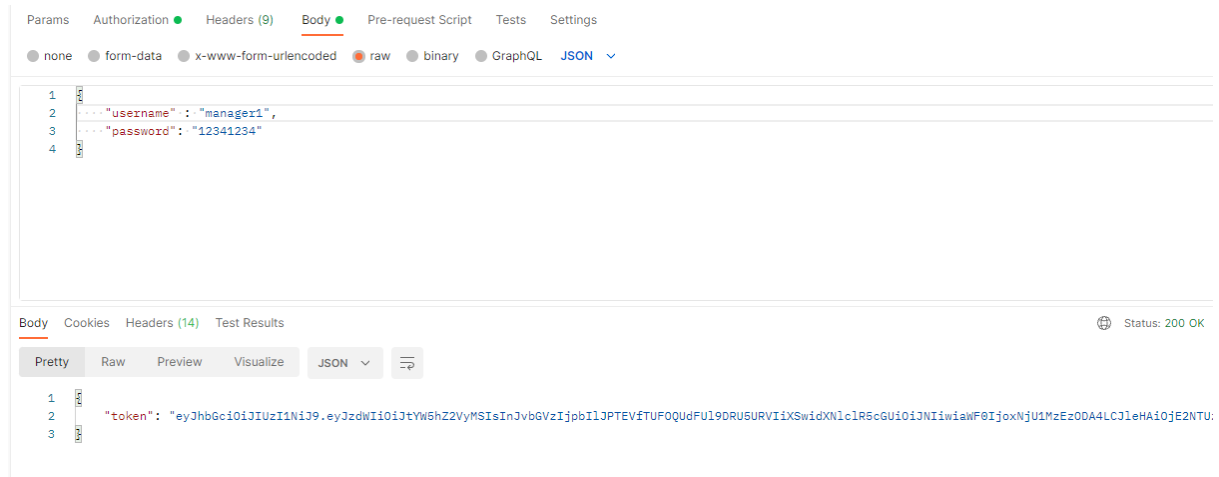 Params Authorization Headers (9) Body Pre-request Script Tests Settings
none form-data x-www-form-urlencoded raw binary GraphQL JSON
1 {
2 "username" : "manager1",
3 "password": "12341234"
4 }
Body Cookies Headers (14) Test Results Status: 200 OK
Pretty Raw Preview Visualize JSON
1 {
2 "token": "eyJhbGciOiJIUzI1NiJ9.eyJzdWIiOiJtYW5hZ2VyMSIsInJvbGVzIjpbIlJPTEVfTUFOQUdFUl9DRU5URVIiXSwidXNlclR5cGUiOiJNIiwiaWF0IjoxNjU1MzEzODA4LCJleHAiOjE2NTU
3 }